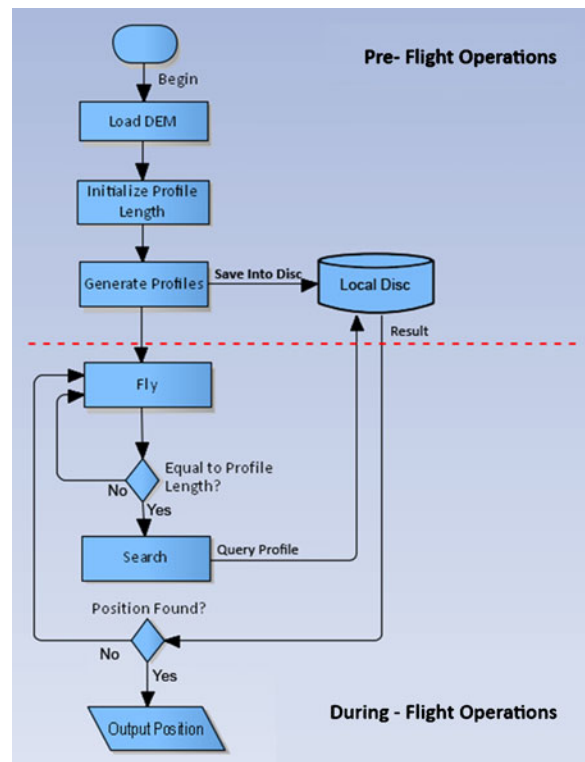 Pre- Flight Operations
Begin
Load DEM
Initialize Profile
Length
Generate Profiles
Save Into Disc
Local Disc
Result
Fly
Equal to Profile
Length?
No
Yes
Search
Query Profile
Position Found?
No
Yes
Output Position
During - Flight Operations